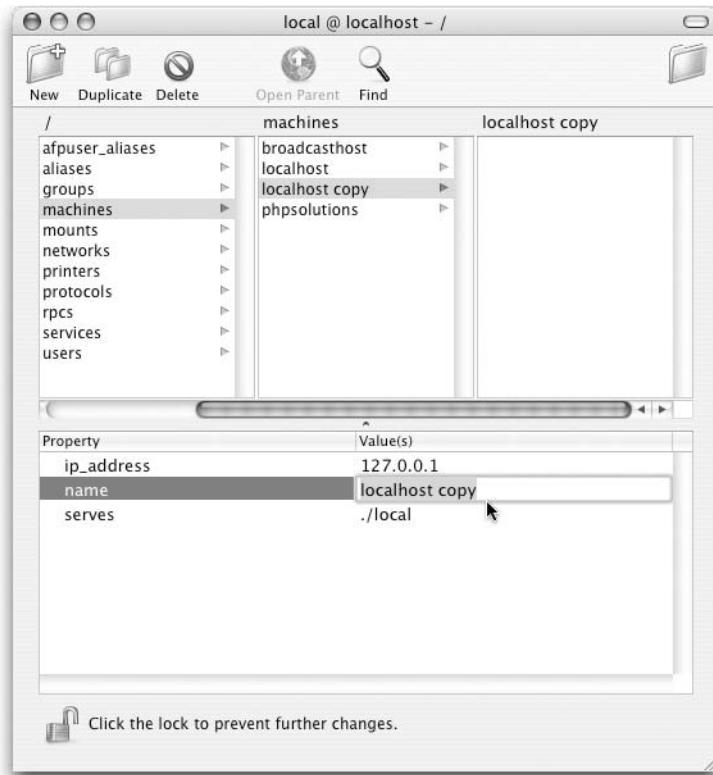 local @ localhost – /
New Duplicate Delete Open Parent Find
/ machines localhost copy
afpuser_aliases
aliases
groups
machines
mounts
networks
printers
protocols
rpcs
services
users
broadcasthost
localhost
localhost copy
phpsolutions
Property Value(s)
ip_address 127.0.0.1
name localhost copy
serves ./local
Click the lock to prevent further changes.